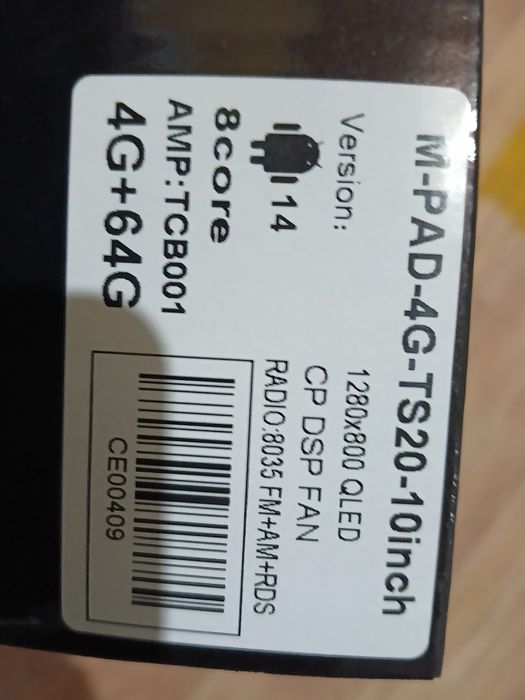 M-PAD-4G-TS20-10inch
Version:
14
8core
AMP:TCB001
4G+64G
1280x800 QLED
CP DSP FAN
RADIO:8035 FM+AM+RDS
CE00409